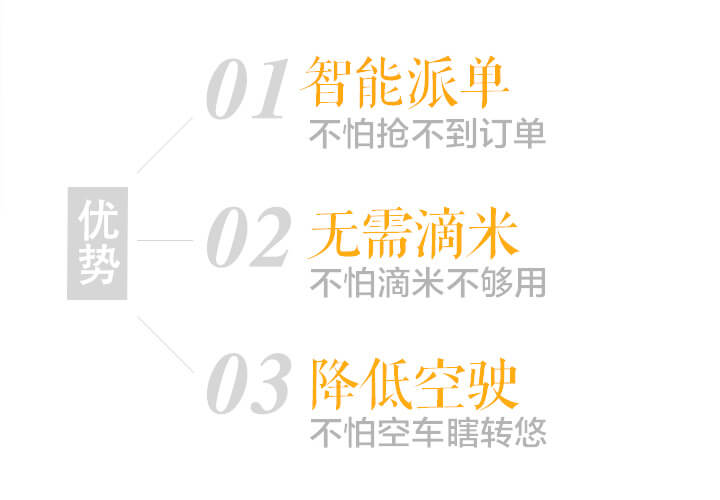 优势
01 智能派单
不怕抢不到订单
02 无需滴米
不怕滴米不够用
03 降低空驶
不怕空车瞎转悠